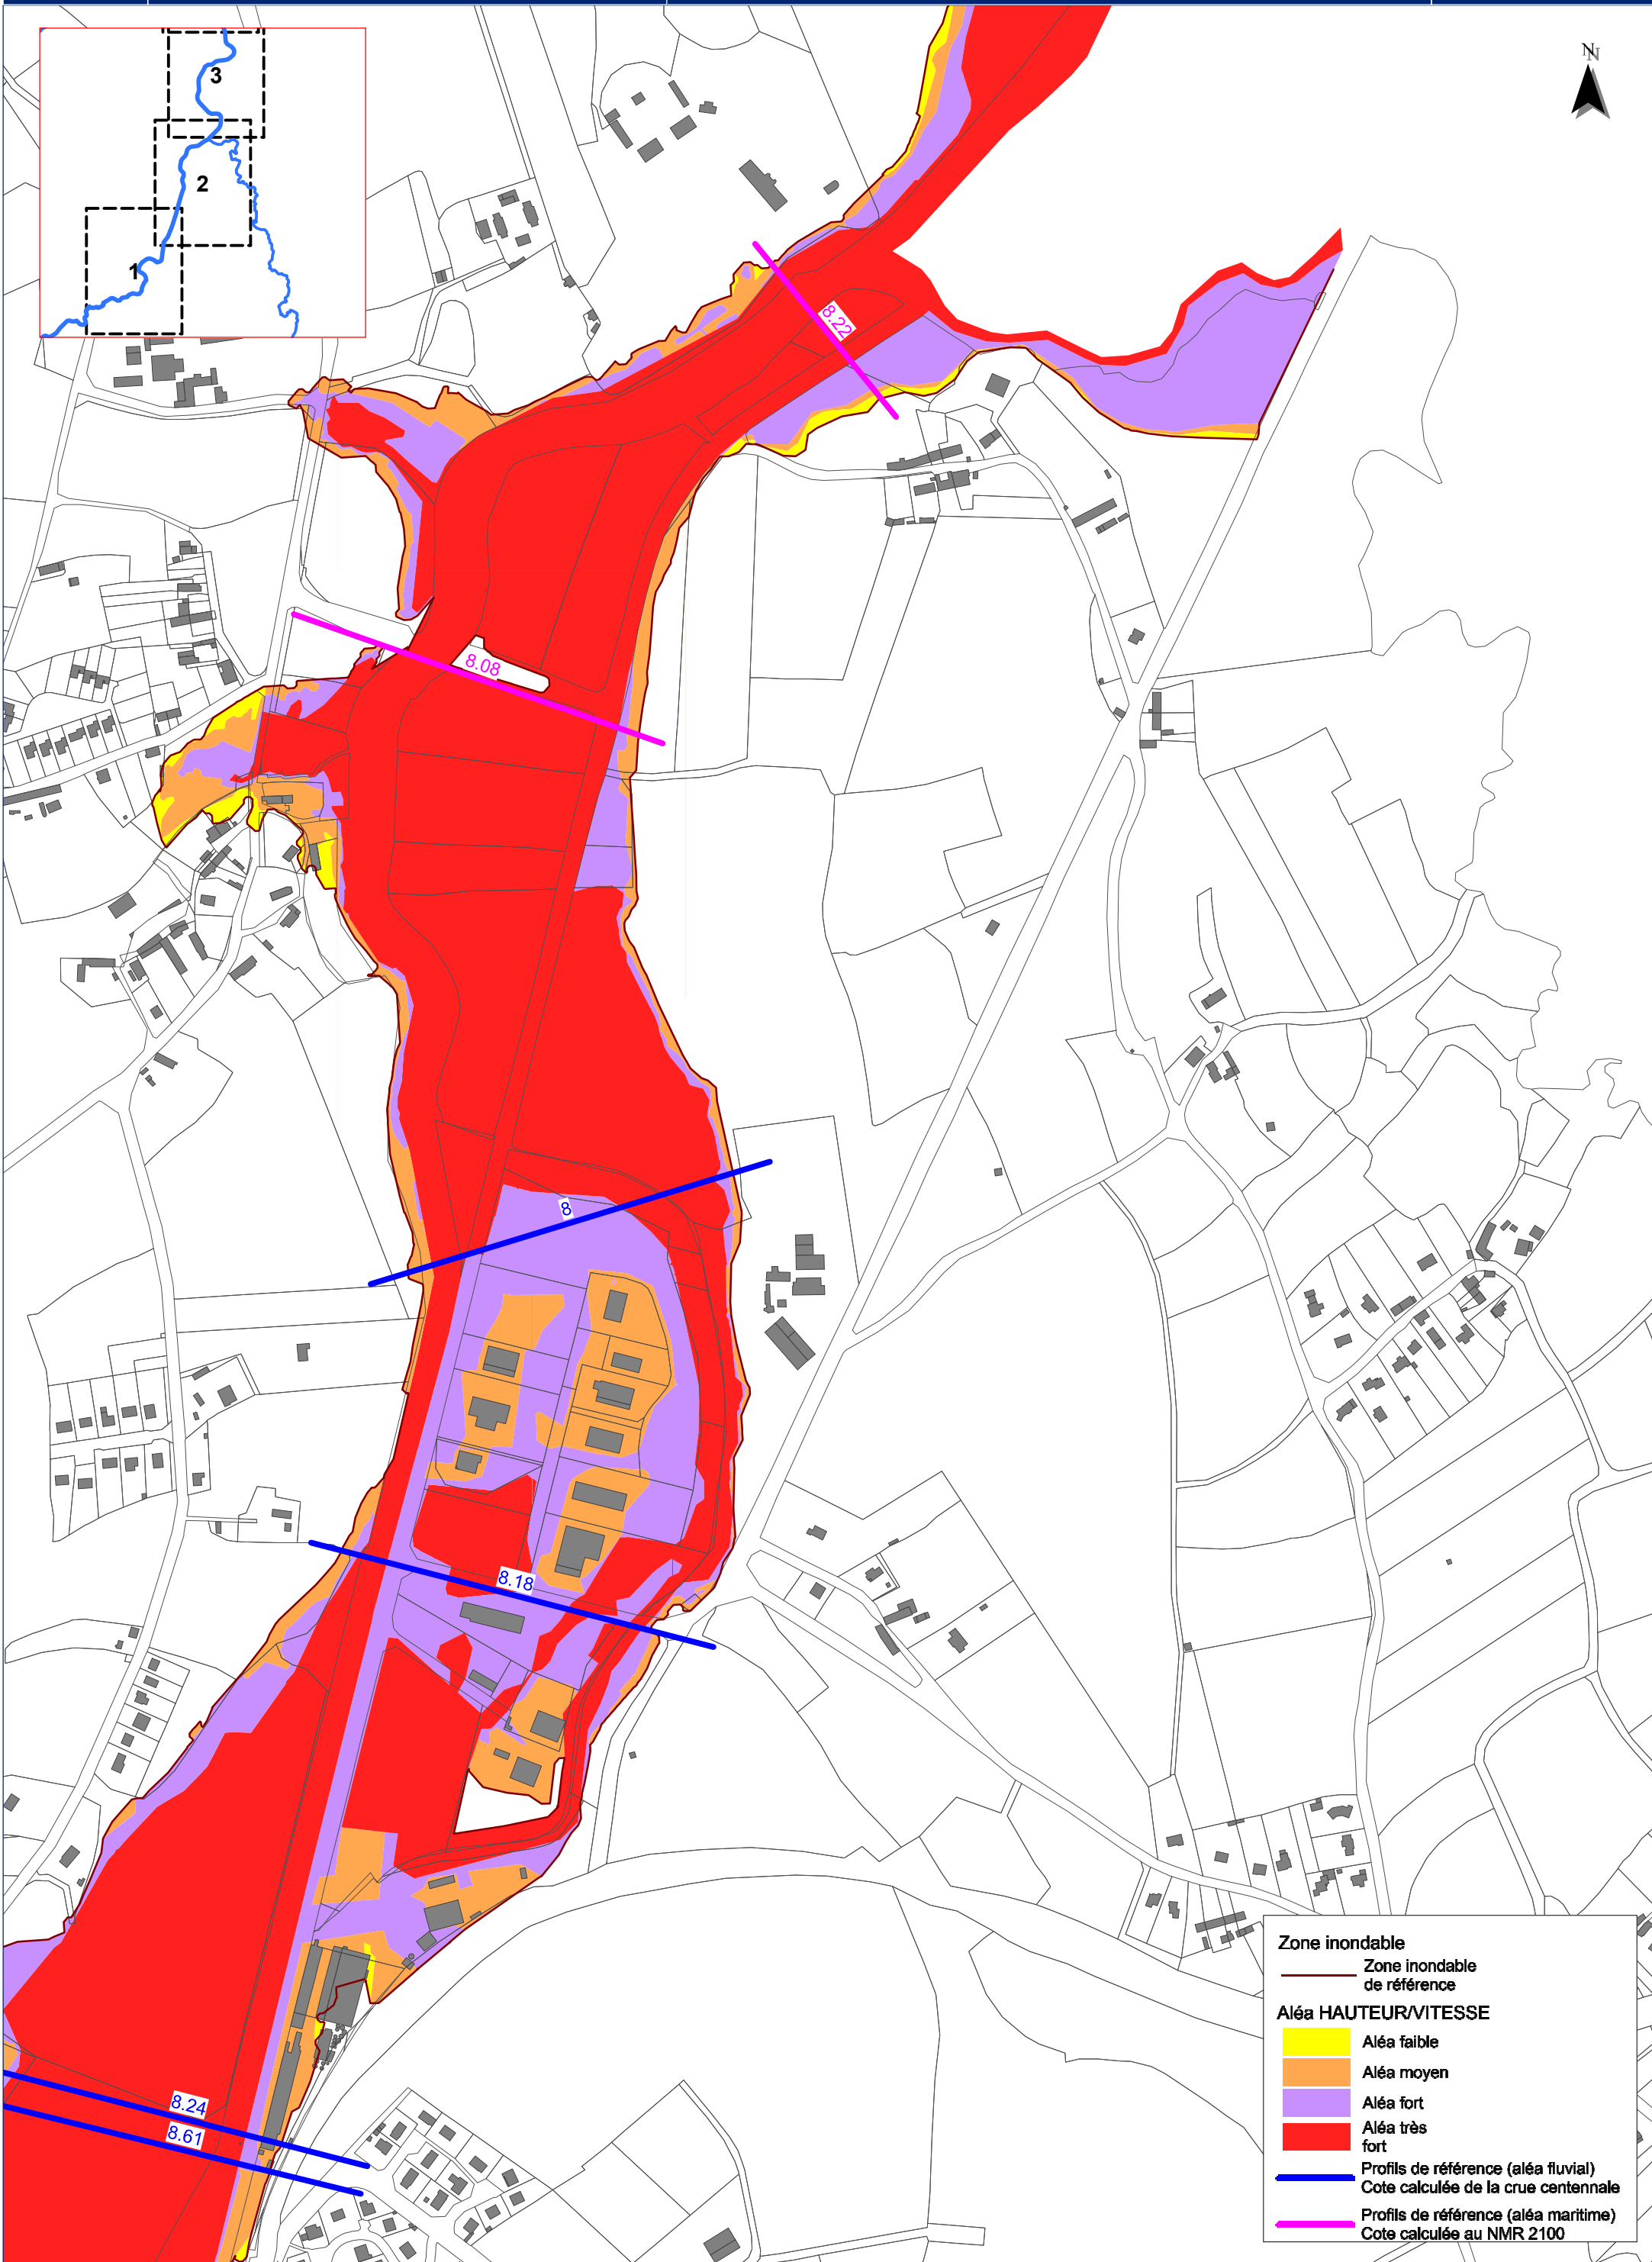 3
2
1
N
8.22
8.08
8
8.18
8.24
8.61
Zone inondable
Zone inondable
de référence
Aléa HAUTEUR/VITESSE
Aléa faible
Aléa moyen
Aléa fort
Aléa très
fort
Profils de référence (aléa fluvial)
Cote calculée de la crue centennale
Profils de référence (aléa maritime)
Cote calculée au NMR 2100